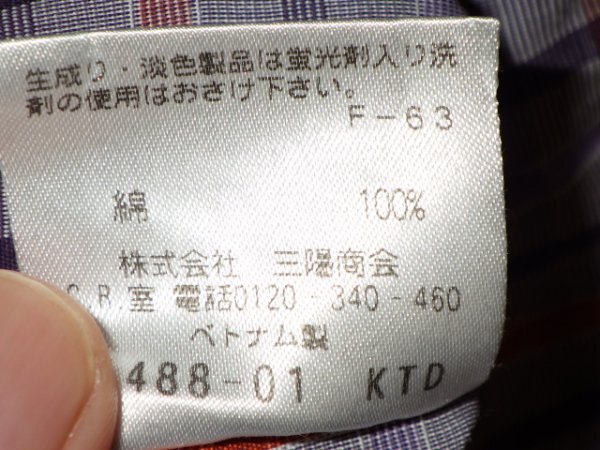 生成り・淡色製品は蛍光剤入り洗
剤の使用はおさけ下さい。
F-63
綿 100%
株式会社 三陽商会
C.R.室 電話0120-340-460
ベトナム製
488-01 KTD